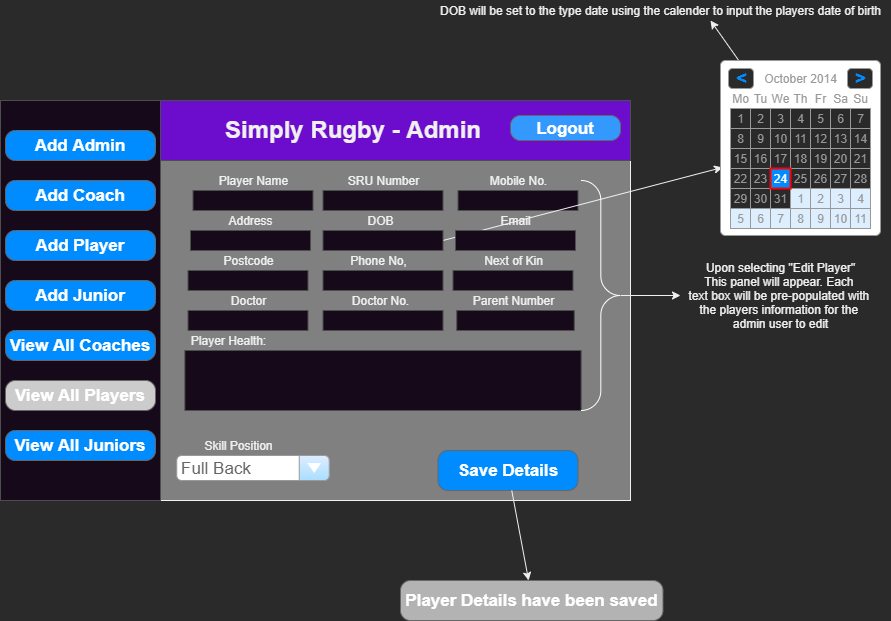 DOB will be set to the type date using the calender to input the players date of birth
< October 2014 >
Mo Tu We Th Fr Sa Su
1 2 3 4 5 6 7
8 9 10 11 12 13 14
15 16 17 18 19 20 21
22 23 24 25 26 27 28
29 30 31 1 2 3 4
5 6 7 8 9 10 11
Simply Rugby - Admin
Logout
Add Admin
Add Coach
Add Player
Add Junior
View All Coaches
View All Players
View All Juniors
Player Name SRU Number Mobile No.
Address DOB Email
Postcode Phone No, Next of Kin
Doctor Doctor No. Parent Number
Player Health:
Skill Position
Full Back
Save Details
Upon selecting "Edit Player"
This panel will appear. Each
text box will be pre-populated with
the players information for the
admin user to edit
Player Details have been saved